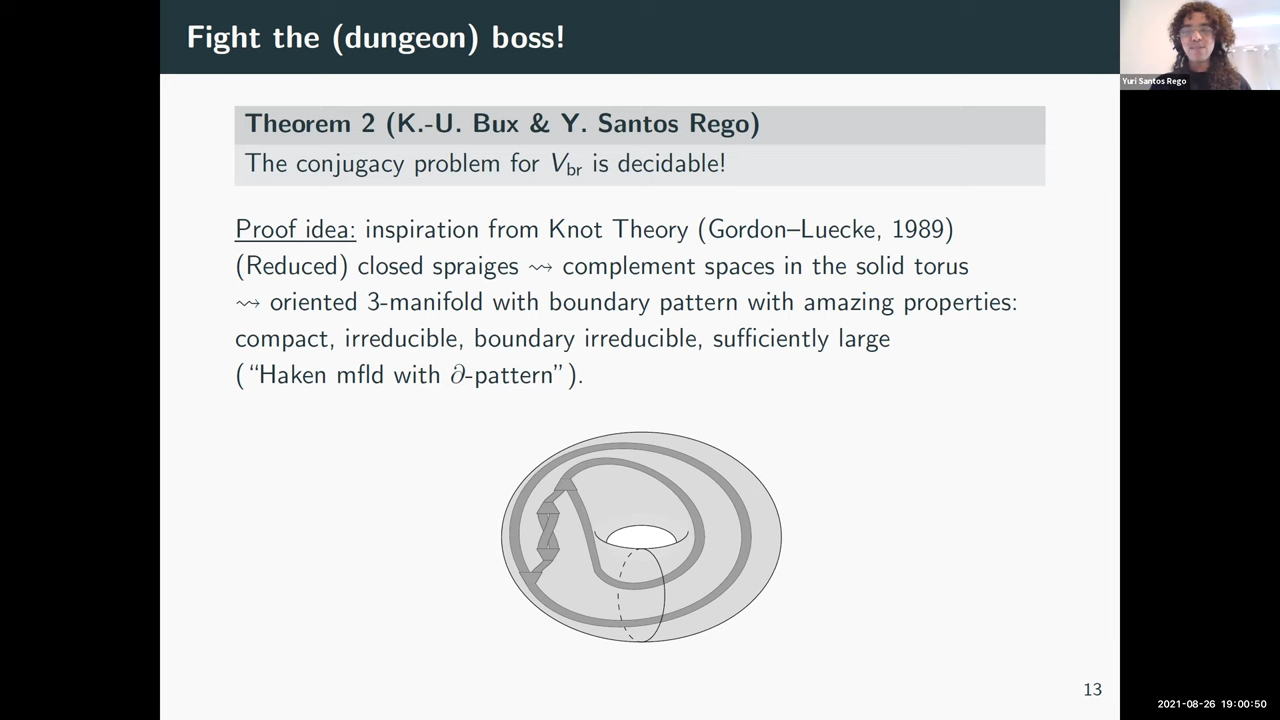 Fight the (dungeon) boss!
Yuri Santos Rego
Theorem 2 (K.-U. Bux & Y. Santos Rego)
The conjugacy problem for V_br is decidable!
Proof idea: inspiration from Knot Theory (Gordon–Luecke, 1989)
(Reduced) closed spraiges ⇝ complement spaces in the solid torus
⇝ oriented 3-manifold with boundary pattern with amazing properties:
compact, irreducible, boundary irreducible, sufficiently large
(“Haken mfld with ∂-pattern”).
13
2021-08-26 19:00:50